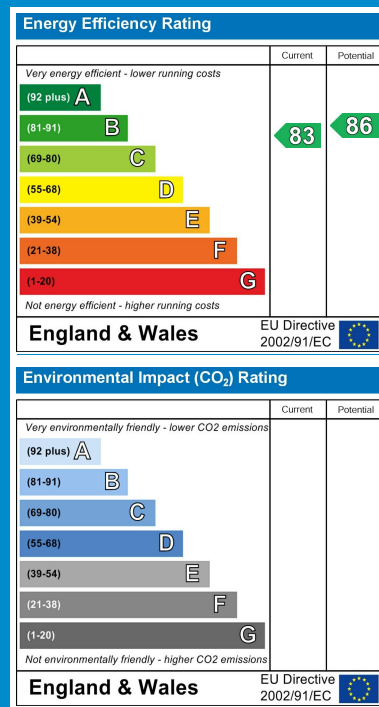 Energy Efficiency Rating
Current Potential
Very energy efficient - lower running costs
(92 plus) A
(81-91) B
(69-80) C
(55-68) D
(39-54) E
(21-38) F
(1-20) G
83 86
Not energy efficient - higher running costs
England & Wales
EU Directive
2002/91/EC
Environmental Impact (CO₂) Rating
Current Potential
Very environmentally friendly - lower CO2 emissions
(92 plus) A
(81-91) B
(69-80) C
(55-68) D
(39-54) E
(21-38) F
(1-20) G
Not environmentally friendly - higher CO2 emissions
England & Wales
EU Directive
2002/91/EC